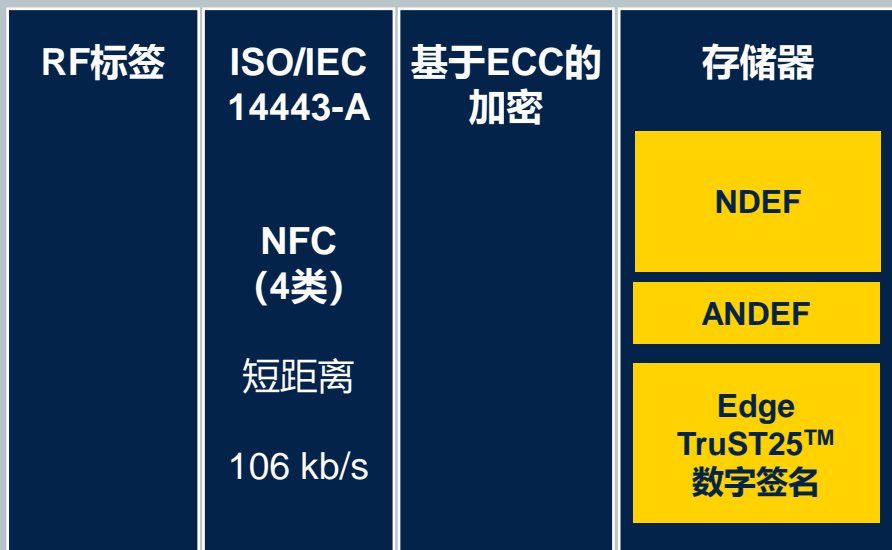 RF标签
ISO/IEC
14443-A
NFC
（4类）
短距离
106 kb/s
基于ECC的
加密
存储器
NDEF
ANDEF
Edge
TruST25™
数字签名